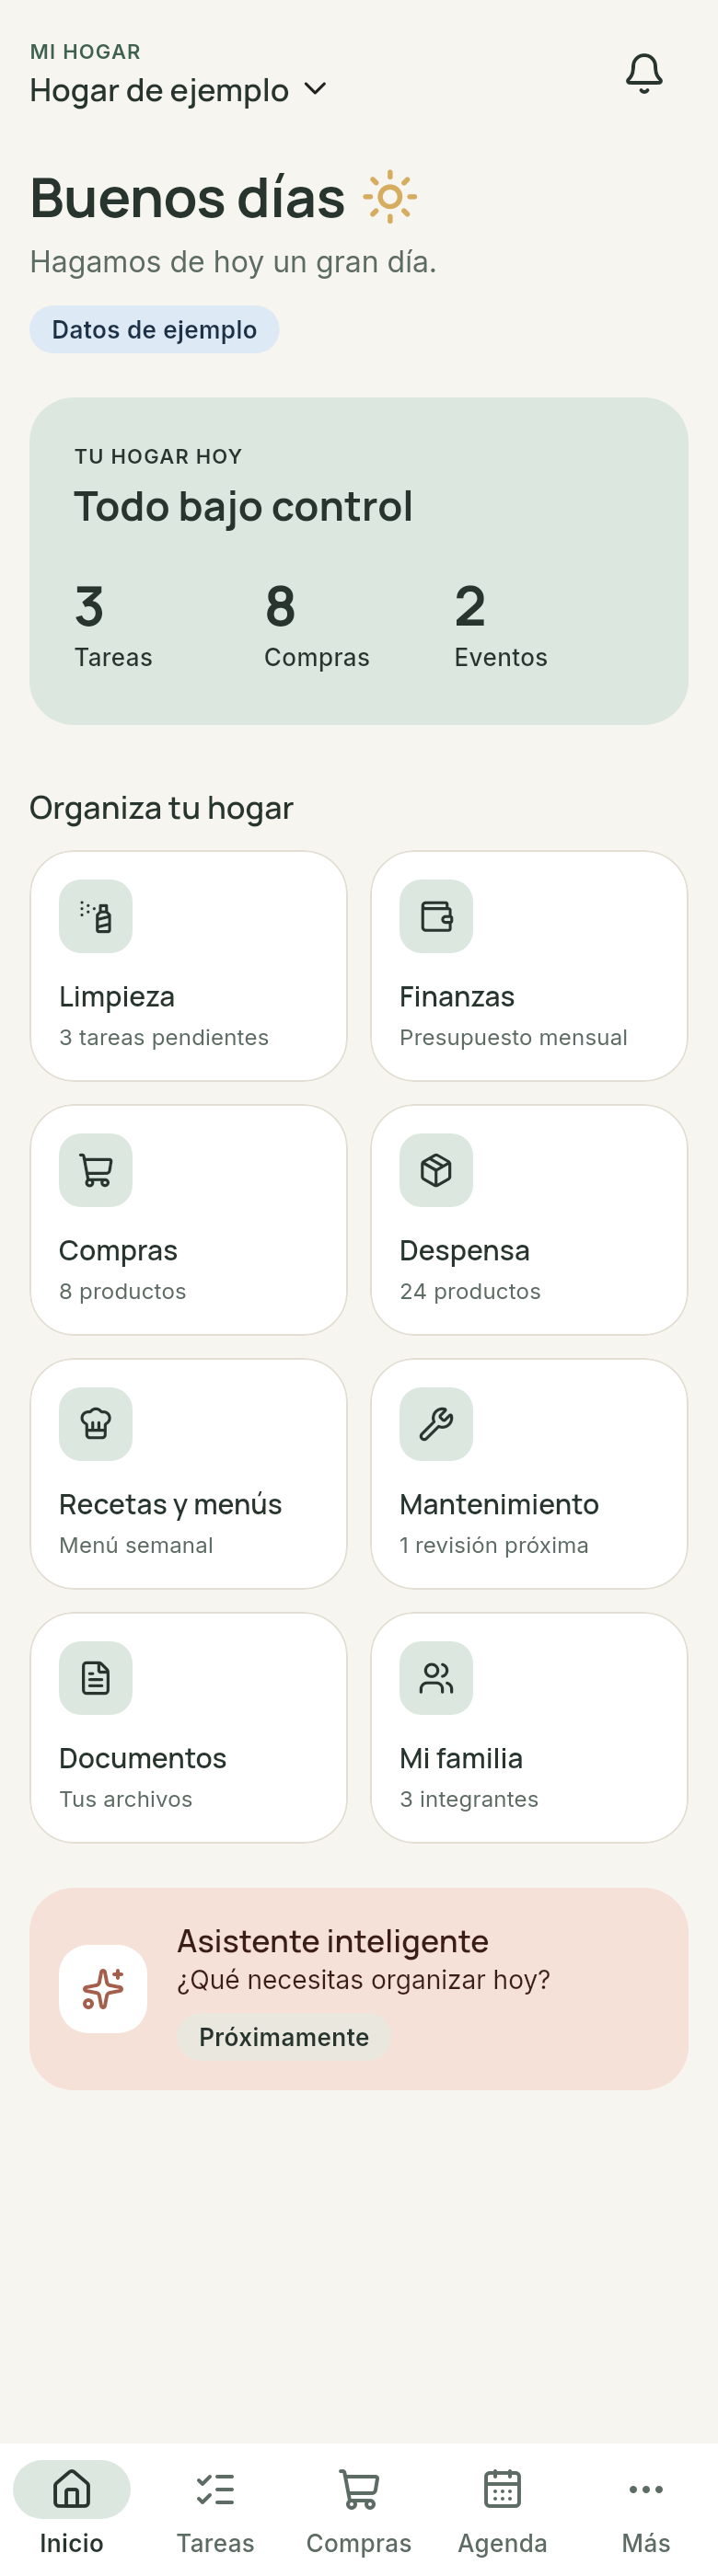 MI HOGAR
Hogar de ejemplo
Buenos días
Hagamos de hoy un gran día.
Datos de ejemplo
TU HOGAR HOY
Todo bajo control
3 8 2
Tareas Compras Eventos
Organiza tu hogar
Limpieza
3 tareas pendientes
Finanzas
Presupuesto mensual
Compras
8 productos
Despensa
24 productos
Recetas y menús
Menú semanal
Mantenimiento
1 revisión próxima
Documentos
Tus archivos
Mi familia
3 integrantes
Asistente inteligente
¿Qué necesitas organizar hoy?
Próximamente
Inicio Tareas Compras Agenda Más